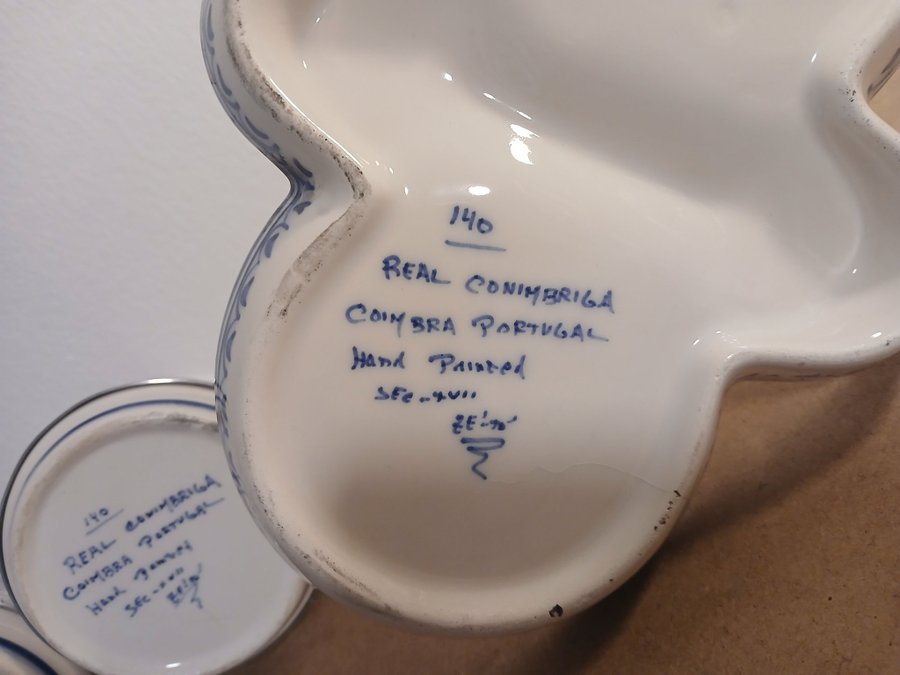 140
REAL CONIMBRIGA
COIMBRA PORTUGAL
Hand Painted
SEC-XVII
140
REAL CONIMBRIGA
COIMBRA PORTUGAL
Hand Painted
SEC-XVII